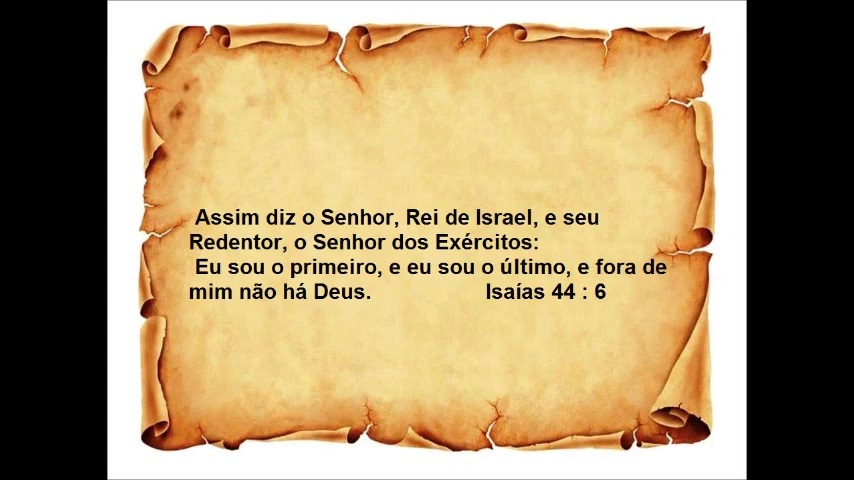 Assim diz o Senhor, Rei de Israel, e seu
Redentor, o Senhor dos Exércitos:
Eu sou o primeiro, e eu sou o último, e fora de
mim não há Deus. Isaías 44 : 6